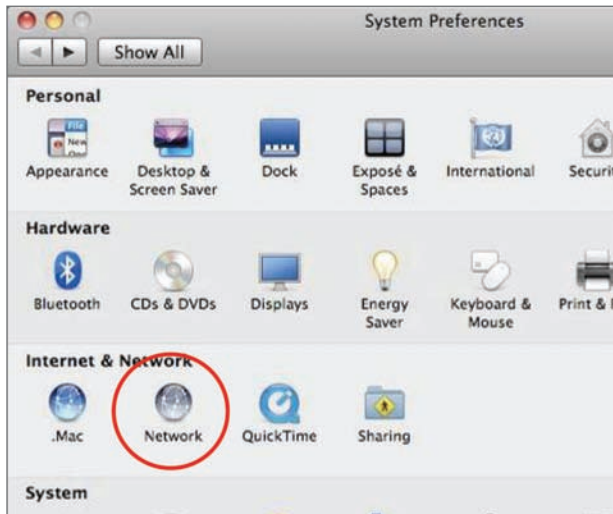 System Preferences
Show All
Personal
Appearance
Desktop &
Screen Saver
Dock
Exposé &
Spaces
International
Hardware
Bluetooth
CDs & DVDs
Displays
Energy
Saver
Keyboard &
Mouse
Print &
Internet & Network
.Mac
Network
QuickTime
Sharing
System